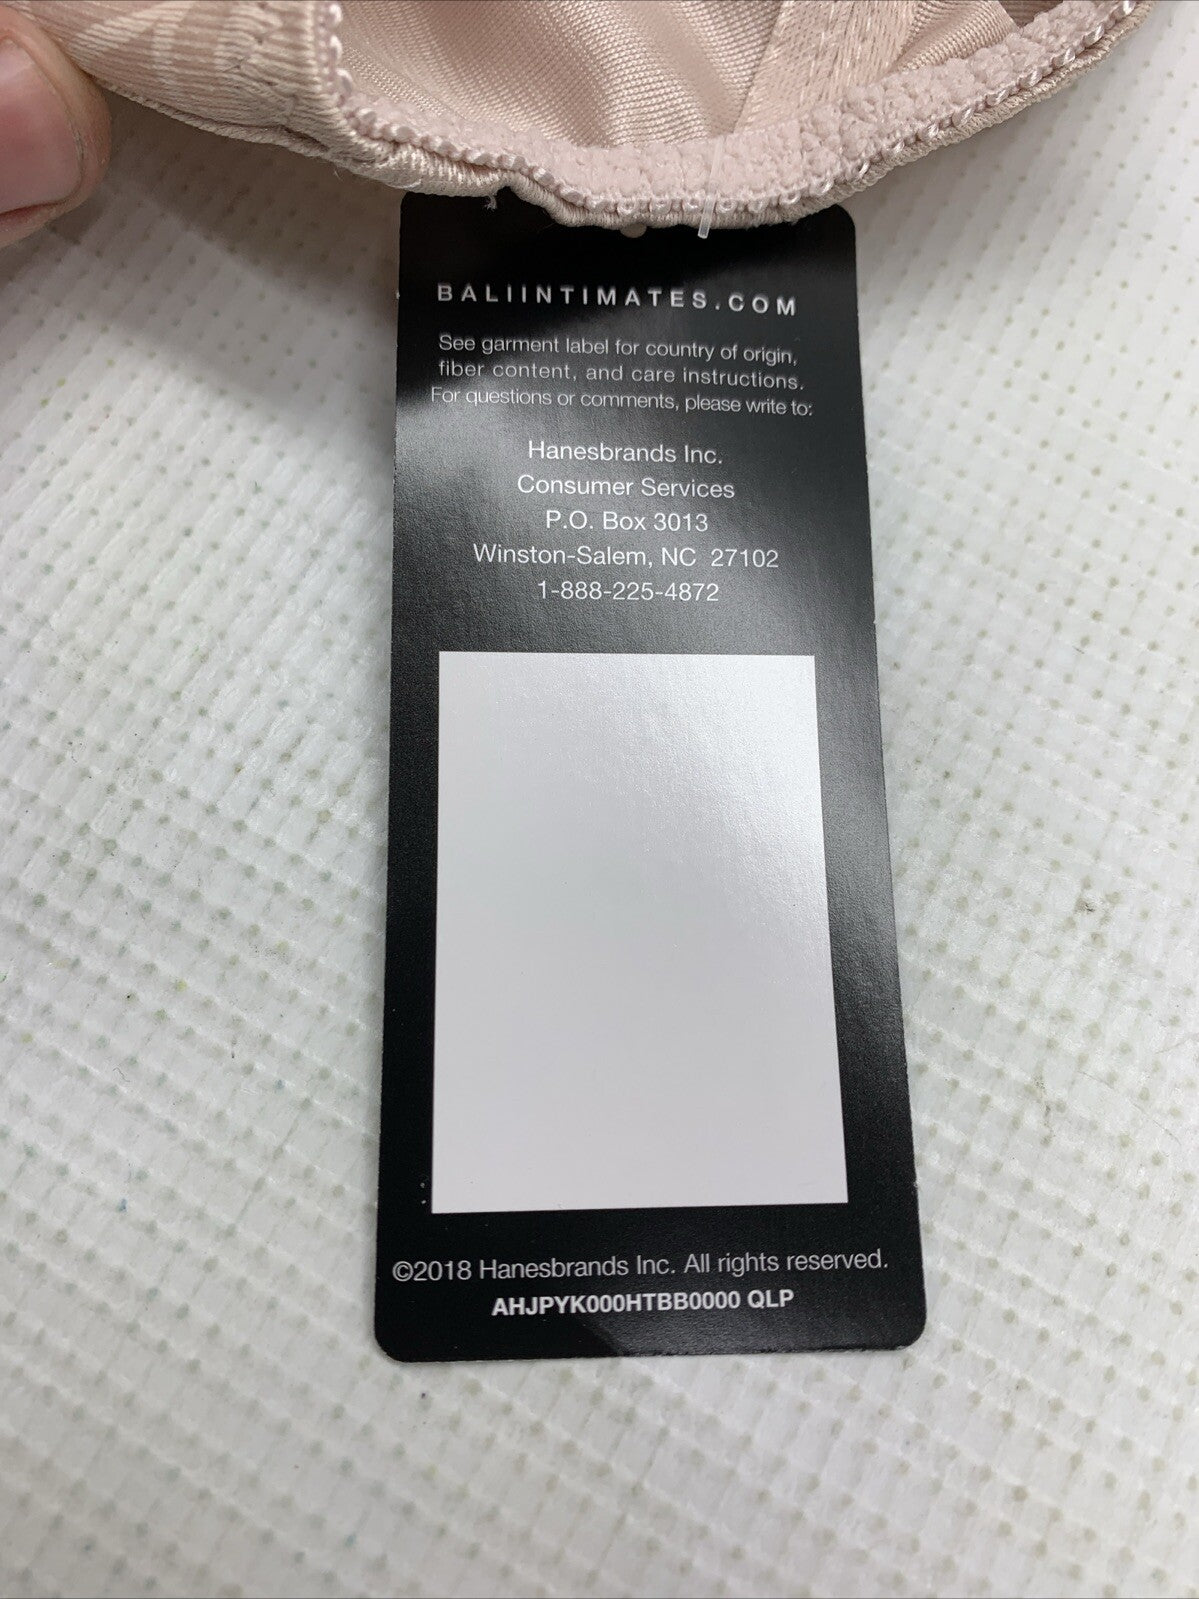 BALIINTIMATES.COM
See garment label for country of origin,
fiber content, and care instructions.
For questions or comments, please write to:
Hanesbrands Inc.
Consumer Services
P.O. Box 3013
Winston-Salem, NC 27102
1-888-225-4872
©2018 Hanesbrands Inc. All rights reserved.
AHJPYK000HTBB0000 QLP